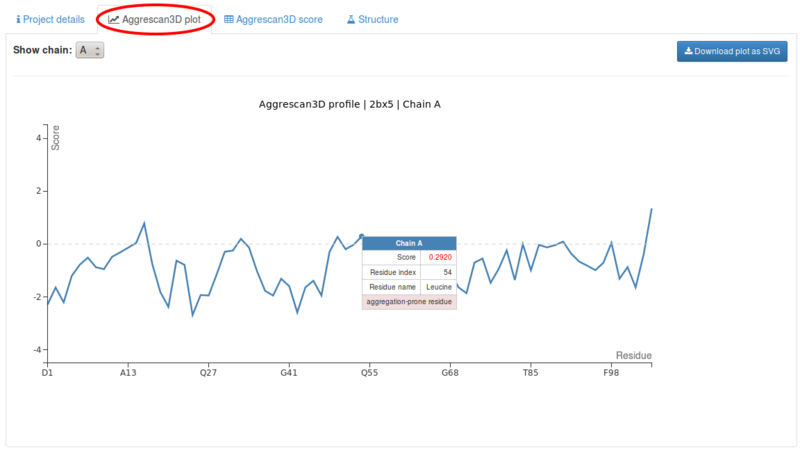 Project details Aggrescan3D plot Aggrescan3D score Structure
Show chain: A Download plot as SVG
Aggrescan3D profile | 2bx5 | Chain A
Score
4
2
0
-2
-4
Chain A
Score 0.2920
Residue index 54
Residue name Leucine
aggregation-prone residue
Residue
D1 A13 Q27 G41 Q55 G68 T85 F98